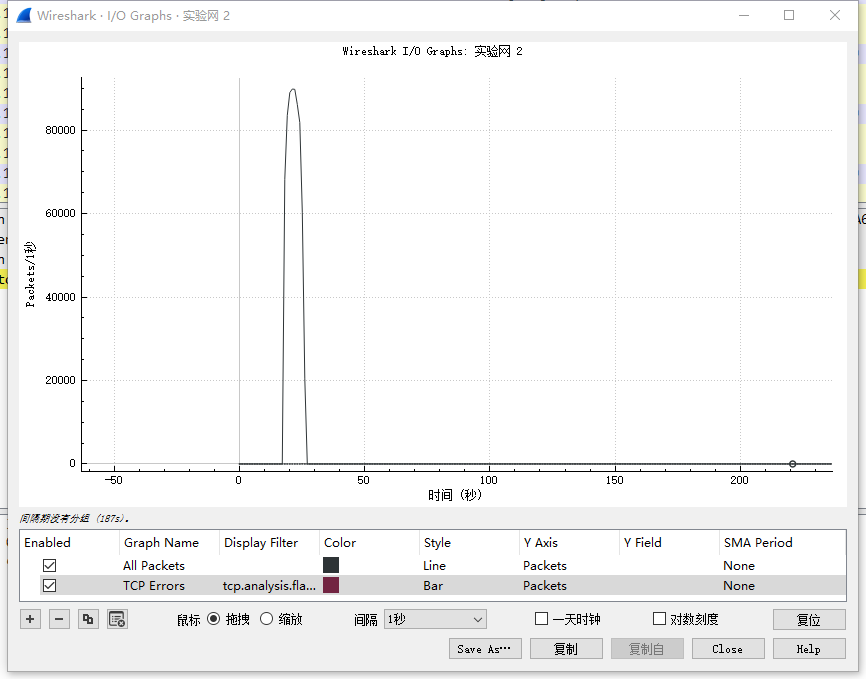 Wireshark · I/O Graphs · 实验网 2
Wireshark I/O Graphs: 实验网 2
Packets/1秒
80000
60000
40000
20000
0
-50 0 50 100 150 200
时间 (秒)
间隔期没有分组 (187s).
Enabled Graph Name Display Filter Color Style Y Axis Y Field SMA Period
All Packets Line Packets None
TCP Errors tcp.analysis.fla... Bar Packets None
鼠标 拖拽 缩放 间隔 1秒 一天时钟 对数刻度 复位
Save As… 复制 复制自 Close Help